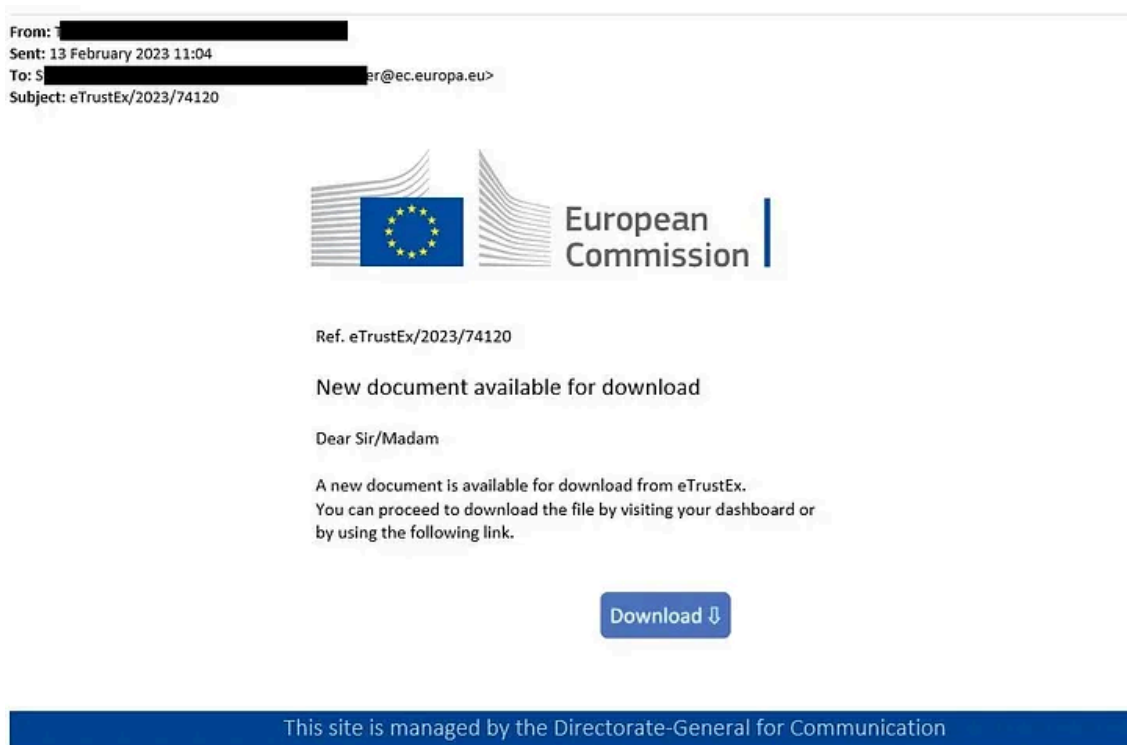 From: T
Sent: 13 February 2023 11:04
To: S er@ec.europa.eu>
Subject: eTrustEx/2023/74120
European
Commission
Ref. eTrustEx/2023/74120
New document available for download
Dear Sir/Madam
A new document is available for download from eTrustEx.
You can proceed to download the file by visiting your dashboard or
by using the following link.
Download ⇩
This site is managed by the Directorate-General for Communication